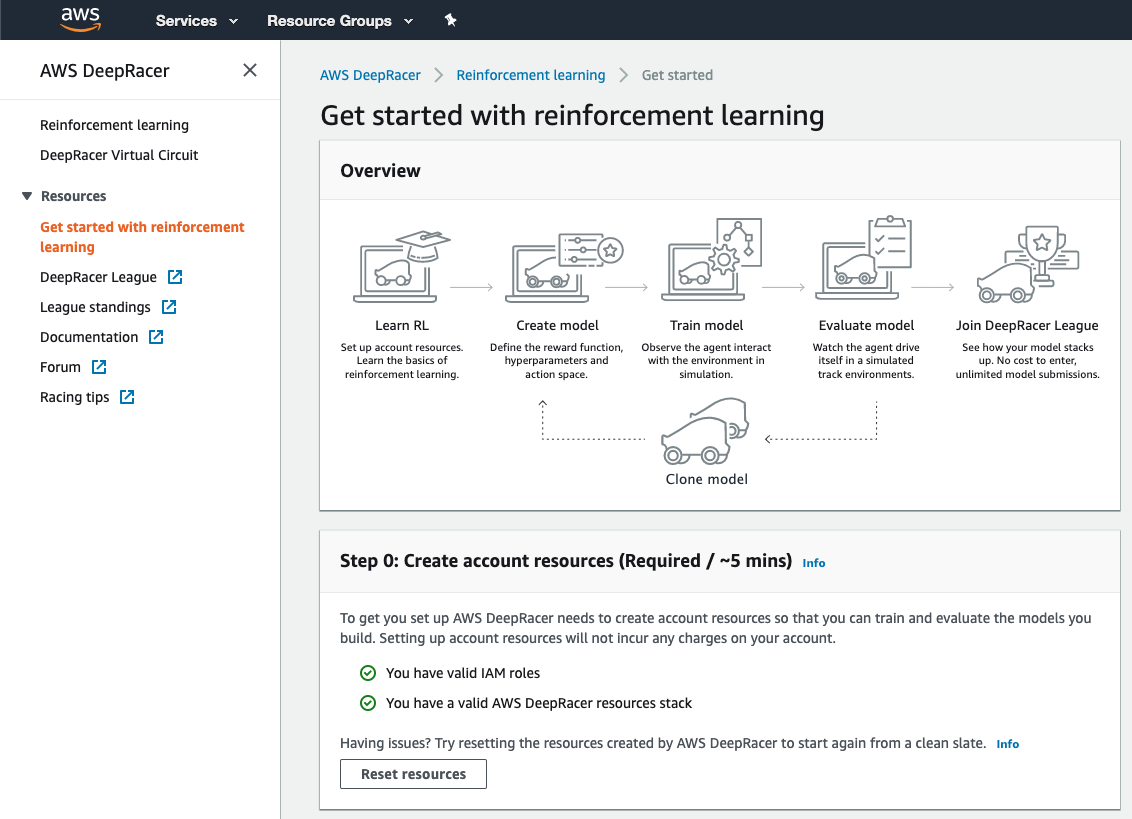 aws Services Resource Groups
AWS DeepRacer
Reinforcement learning
DeepRacer Virtual Circuit
Resources
Get started with reinforcement
learning
DeepRacer League
League standings
Documentation
Forum
Racing tips
AWS DeepRacer Reinforcement learning Get started
Get started with reinforcement learning
Overview
Learn RL
Set up account resources.
Learn the basics of
reinforcement learning.
Create model
Define the reward function,
hyperparameters and
action space.
Train model
Observe the agent interact
with the environment in
simulation.
Evaluate model
Watch the agent drive
itself in a simulated
track environments.
Join DeepRacer League
See how your model stacks
up. No cost to enter,
unlimited model submissions.
Clone model
Step 0: Create account resources (Required / ~5 mins) Info
To get you set up AWS DeepRacer needs to create account resources so that you can train and evaluate the models you
build. Setting up account resources will not incur any charges on your account.
You have valid IAM roles
You have a valid AWS DeepRacer resources stack
Having issues? Try resetting the resources created by AWS DeepRacer to start again from a clean slate. Info
Reset resources